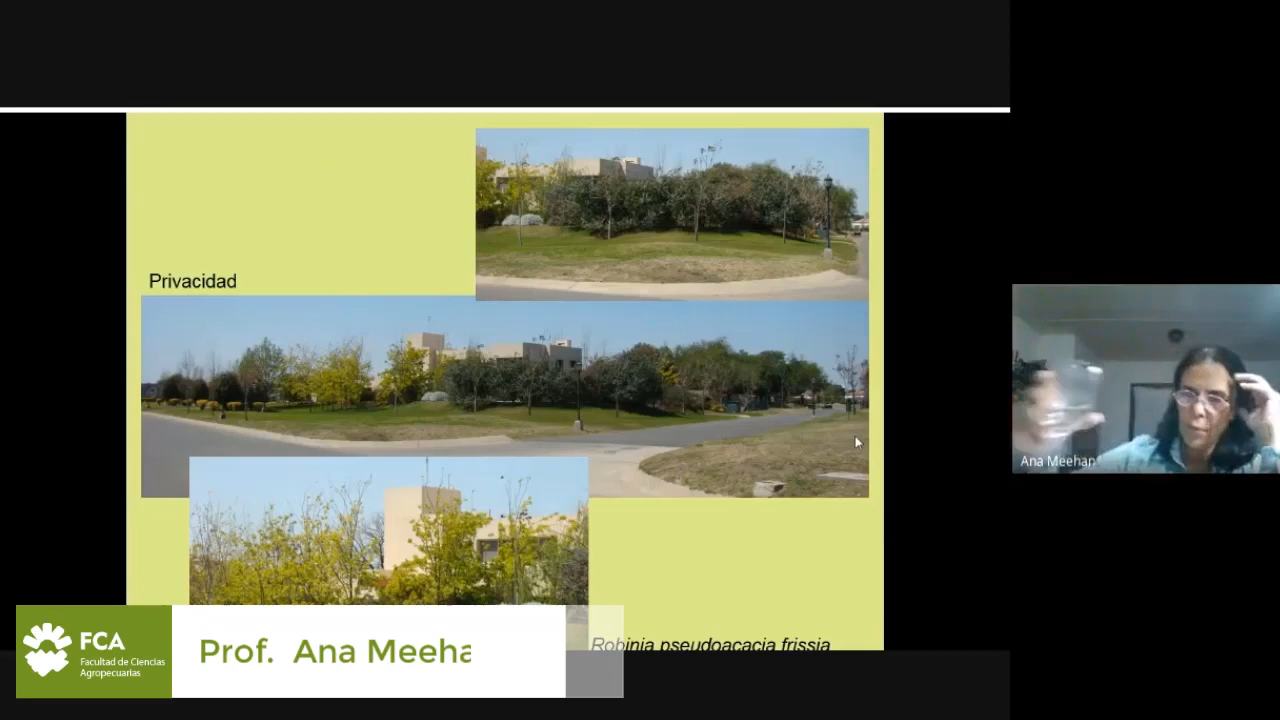 Privacidad
Ana Meehan
Robinia pseudoacacia frissia
FCA
Facultad de Ciencias
Agropecuarias
Prof. Ana Meeha